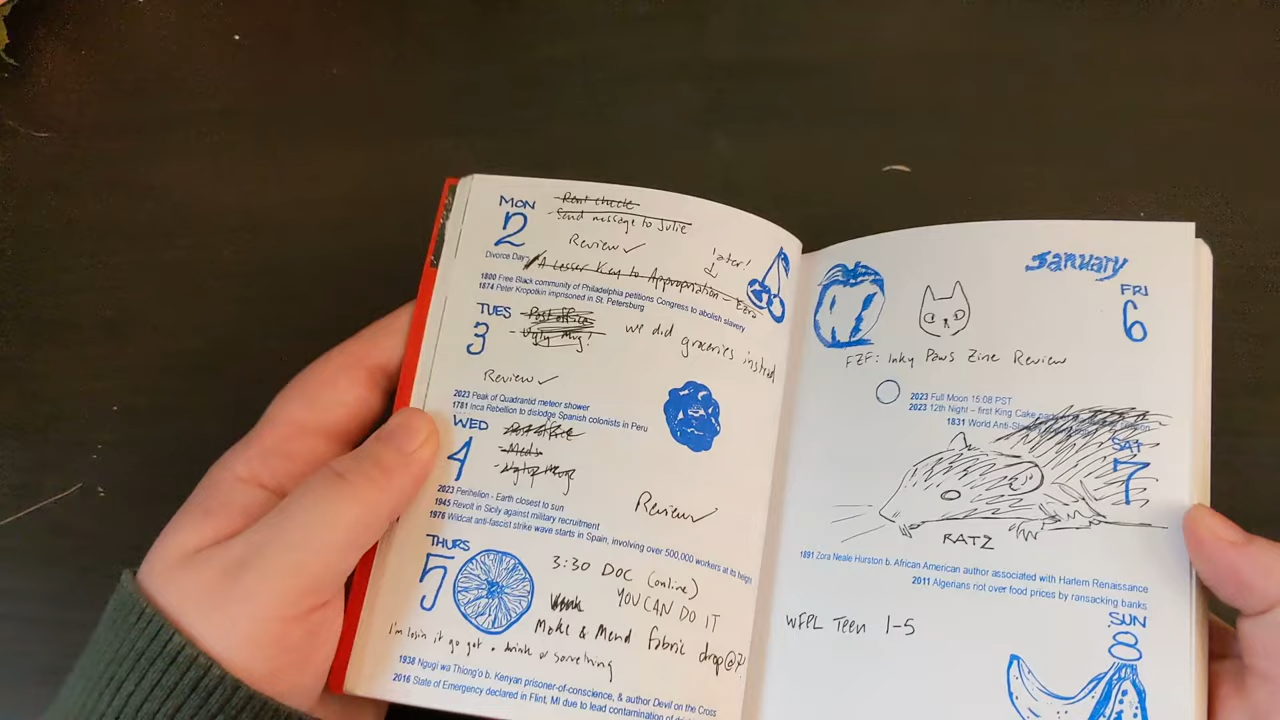 MON
2
Rent check
- Send message to Julie
Review ✓
later!
Divorce Day
A Lesser Key to Appropriation - Ezra
1800 Free Black community of Philadelphia petitions Congress to abolish slavery
1874 Peter Kropotkin imprisoned in St. Petersburg
TUES
3
- Post office
- Ugly Mug!
we did groceries instead
Review ✓
2023 Peak of Quadrantid meteor shower
1781 Inca Rebellion to dislodge Spanish colonists in Peru
WED
4
- Post office
- Meds
Review ✓
2023 Perihelion - Earth closest to sun
1945 Revolt in Sicily against military recruitment
1976 Wildcat anti-fascist strike wave starts in Spain, involving over 500,000 workers at its height
THURS
5
3:30 DOC (online)
YOU CAN DO IT
Make & Mend fabric drop@7
I'm losin it go get a drink or something
1938 Ngugi wa Thiong'o b. Kenyan prisoner-of-conscience, & author Devil on the Cross
2016 State of Emergency declared in Flint, MI due to lead contamination of
January
FRI
6
FZF: Inky Paws Zine Review
2023 Full Moon 15:08 PST
2023 12th Night – first King Cake
1831 World Anti-
SAT
7
RATZ
1891 Zora Neale Hurston b. African American author associated with Harlem Renaissance
2011 Algerians riot over food prices by ransacking banks
WFPL Teen 1-5
SUN
8